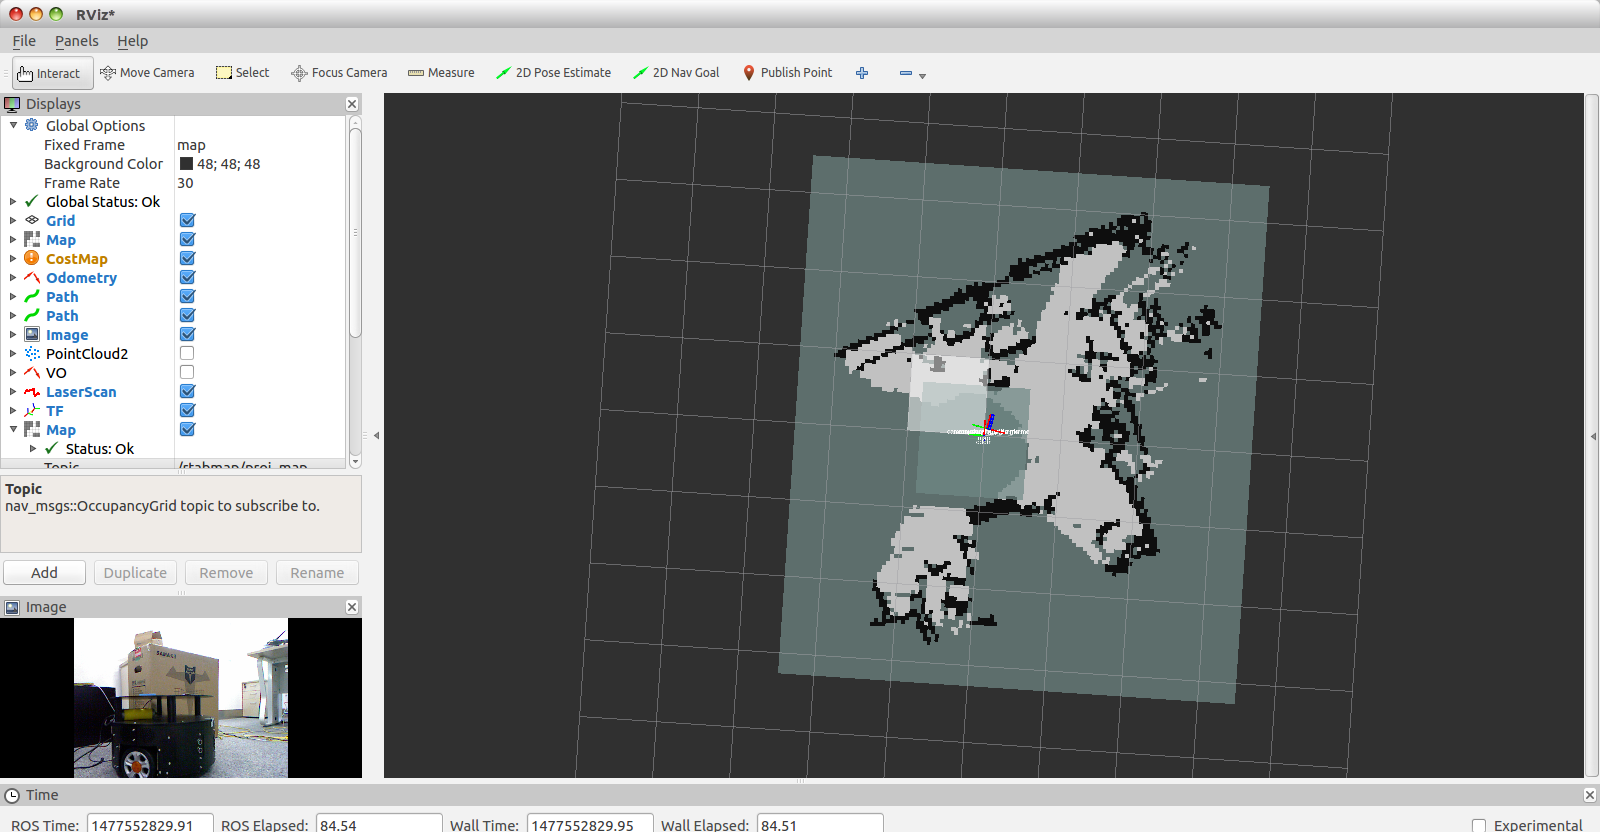 RViz*
File Panels Help
Interact Move Camera Select Focus Camera Measure 2D Pose Estimate 2D Nav Goal Publish Point
Displays
Global Options
Fixed Frame map
Background Color 48; 48; 48
Frame Rate 30
Global Status: Ok
Grid
Map
CostMap
Odometry
Path
Path
Image
PointCloud2
VO
LaserScan
TF
Map
Status: Ok
Topic /rtabmap/proj_map
Topic
nav_msgs::OccupancyGrid topic to subscribe to.
Add Duplicate Remove Rename
Image
Time
ROS Time: 1477552829.91 ROS Elapsed: 84.54 Wall Time: 1477552829.95 Wall Elapsed: 84.51 Experimental